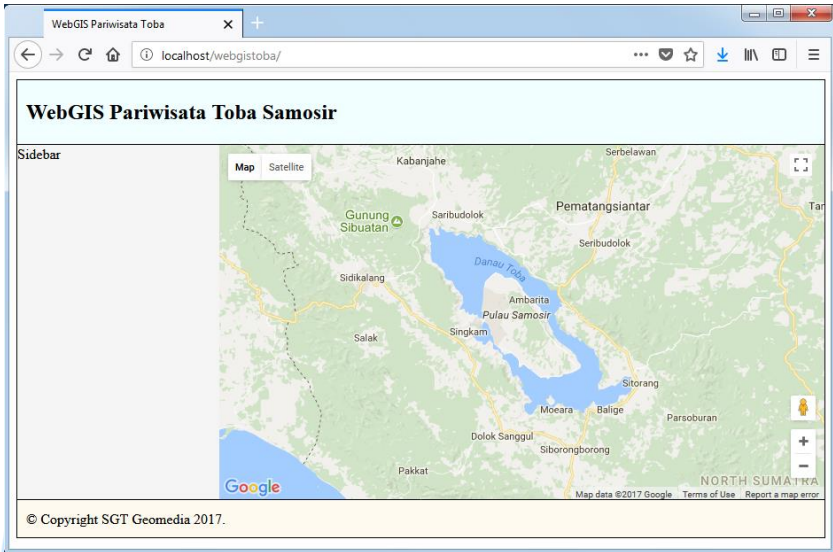 WebGIS Pariwisata Toba
localhost/webgistoba/
WebGIS Pariwisata Toba Samosir
Sidebar
Map Satellite
Kabanjahe
Serbelawan
Pematangsiantar
Tar
Gunung
Sibuatan
Saribudolok
Seribudolok
Danau Toba
Sidikalang
Ambarita
Pulau Samosir
Singkam
Salak
Sitorang
Moeara
Balige
Parsoburan
Dolok Sanggul
Siborongborong
Pakkat
NORTH SUMATRA
Google
Map data ©2017 Google Terms of Use Report a map error
© Copyright SGT Geomedia 2017.